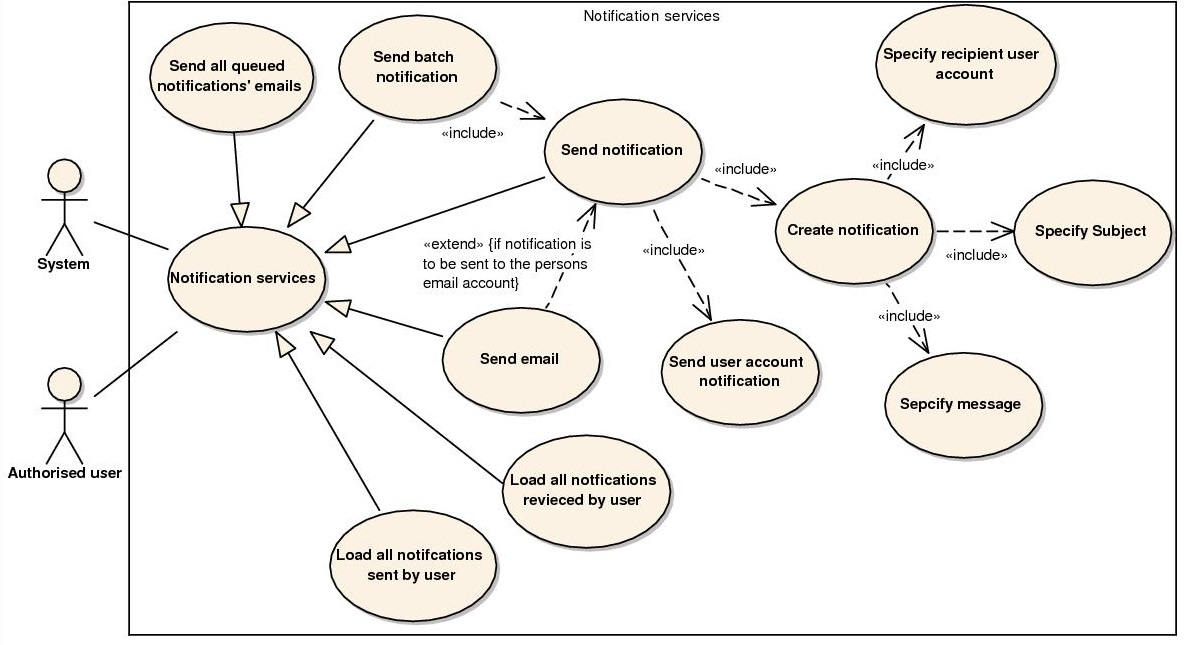 Notification services
Send all queued
notifications' emails
Send batch
notification
Specify recipient user
account
«include»
Send notification
«include»
«include»
System
Create notification
Specify Subject
«extend» {if notification is
to be sent to the persons
email account}
«include»
«include»
Notification services
«include»
Send email
Send user account
notification
Sepcify message
Authorised user
Load all notfications
revieced by user
Load all notifcations
sent by user